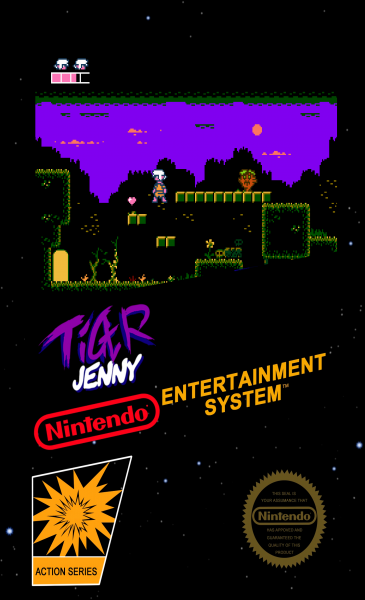 TIGER
JENNY
Nintendo
ENTERTAINMENT
SYSTEM™
ACTION SERIES
THIS SEAL IS
YOUR ASSURANCE THAT
Nintendo
HAS APPROVED AND
GUARANTEED THE
QUALITY OF THIS
PRODUCT